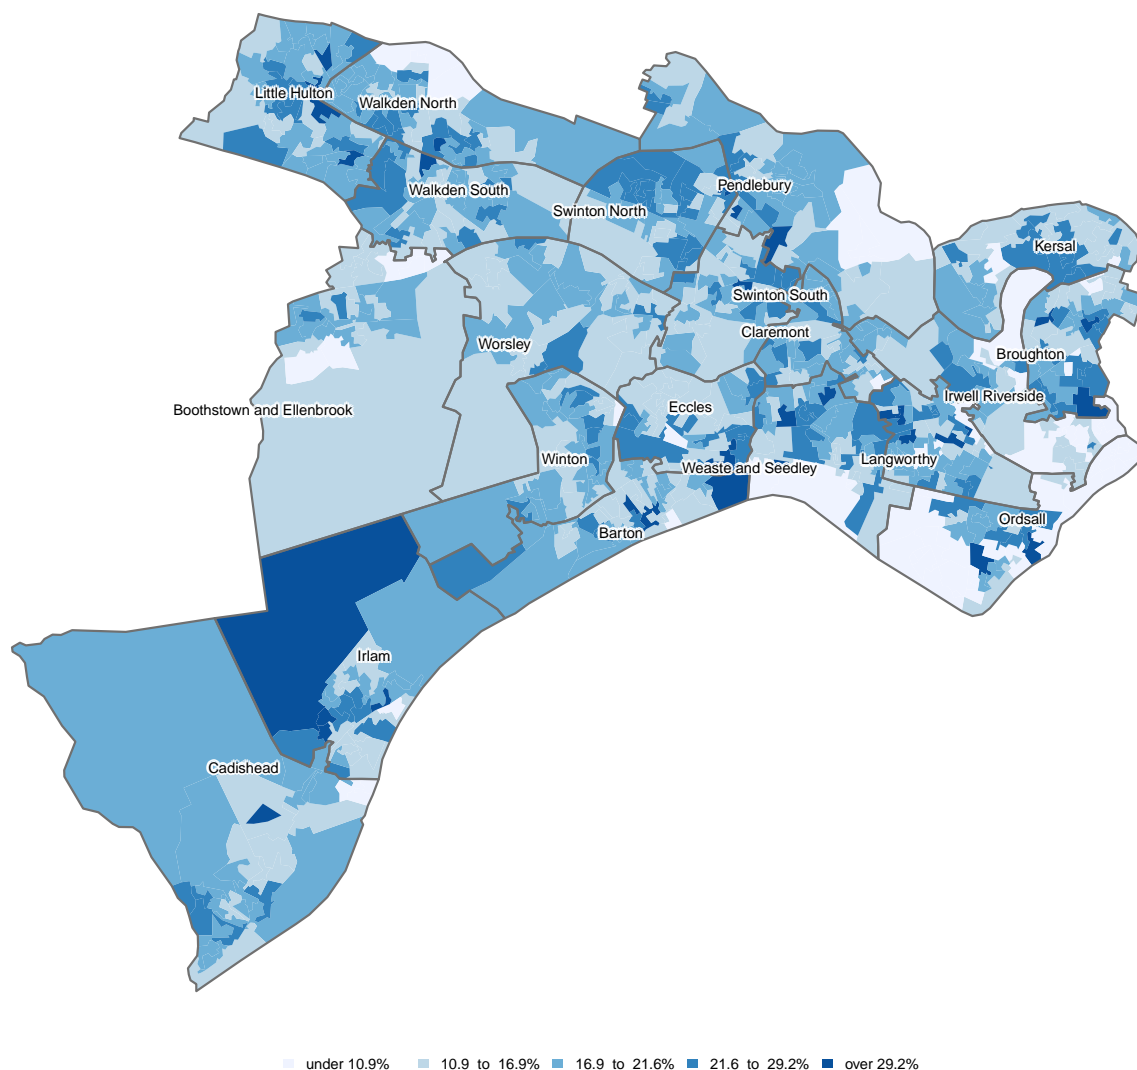 Little Hulton
Walkden North
Walkden South
Pendlebury
Swinton North
Kersal
Swinton South
Claremont
Worsley
Broughton
Irwell Riverside
Boothstown and Ellenbrook
Eccles
Winton
Weaste and Seedley
Langworthy
Ordsall
Barton
Irlam
Cadishead
under 10.9%
10.9 to 16.9%
16.9 to 21.6%
21.6 to 29.2%
over 29.2%